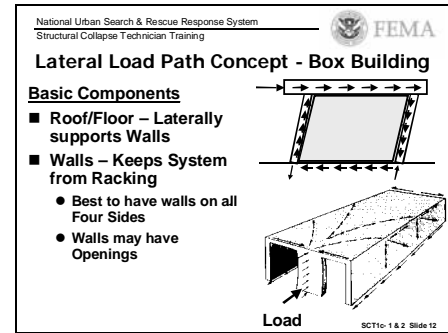 National Urban Search & Rescue Response System
Structural Collapse Technician Training
FEMA
Lateral Load Path Concept - Box Building
Basic Components
■ Roof/Floor – Laterally
supports Walls
■ Walls – Keeps System
from Racking
● Best to have walls on all
Four Sides
● Walls may have
Openings
Load
SCT1c- 1 & 2 Slide 12